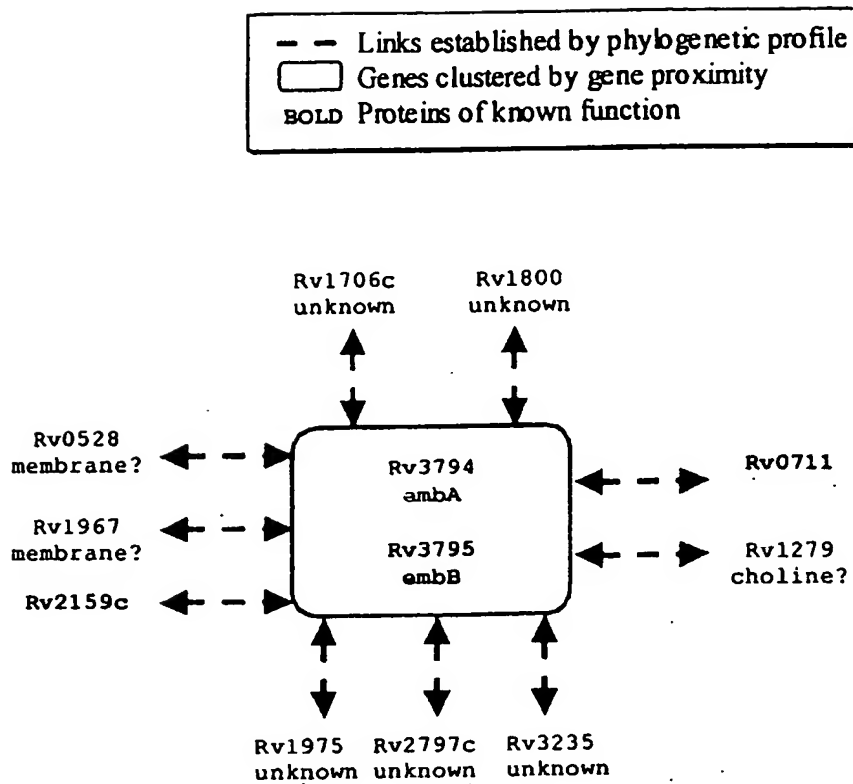 Links established by phylogenetic profile
Genes clustered by gene proximity
BOLD Proteins of known function
Rv1706c
unknown
Rv1800
unknown
Rv0528
membrane?
Rv1967
membrane?
Rv2159c
Rv3794
embA
Rv3795
embB
Rv0711
Rv1279
choline?
Rv1975
unknown
Rv2797c
unknown
Rv3235
unknown